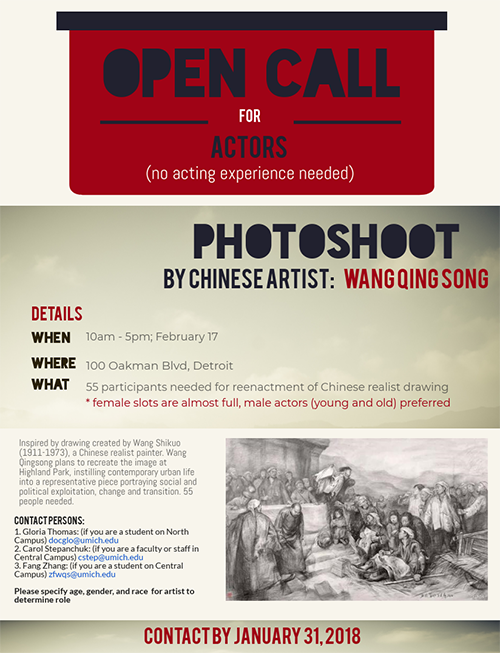 OPEN CALL
FOR
ACTORS
(no acting experience needed)
PHOTOSHOOT
BY CHINESE ARTIST: WANG QING SONG
DETAILS
WHEN 10am - 5pm; February 17
WHERE 100 Oakman Blvd, Detroit
WHAT 55 participants needed for reenactment of Chinese realist drawing
* female slots are almost full, male actors (young and old) preferred
Inspired by drawing created by Wang Shikuo
(1911-1973), a Chinese realist painter. Wang
Qingsong plans to recreate the image at
Highland Park, instilling contemporary urban life
into a representative piece portraying social and
political exploitation, change and transition. 55
people needed.
CONTACT PERSONS:
1. Gloria Thomas: (if you are a student on North
Campus) docglo@umich.edu
2. Carol Stepanchuk: (if you are a faculty or staff in
Central Campus) cstep@umich.edu
3. Fang Zhang: (if you are a student on Central
Campus) zfwqs@umich.edu
Please specify age, gender, and race for artist to
determine role
CONTACT BY JANUARY 31, 2018